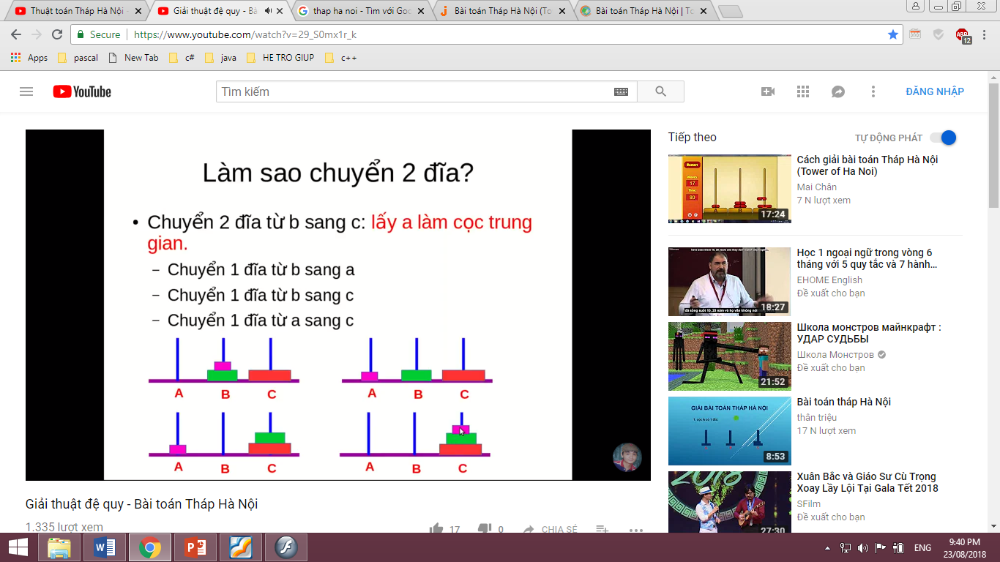 Thuật toán Tháp Hà Nội -
Giải thuật đệ quy - Bà
thap ha noi - Tìm với Goo
Bài toán Tháp Hà Nội (To
Bài toán Tháp Hà Nội | To
Secure
https://www.youtube.com/watch?v=29_S0mx1r_k
ABP
12
Apps
pascal
New Tab
c#
java
HE TRO GIUP
c++
YouTube
Tìm kiếm
ĐĂNG NHẬP
Làm sao chuyển 2 đĩa?
• Chuyển 2 đĩa từ b sang c: lấy a làm cọc trung
gian.
– Chuyển 1 đĩa từ b sang a
– Chuyển 1 đĩa từ b sang c
– Chuyển 1 đĩa từ a sang c
A B C
A B C
A B C
A B C
Giải thuật đệ quy - Bài toán Tháp Hà Nội
1.335 lượt xem
17
0
CHIA SẺ
Tiếp theo
TỰ ĐỘNG PHÁT
Restart
Moves
17
Time
80
A B C
17:24
Cách giải bài toán Tháp Hà Nội
(Tower of Ha Noi)
Mai Chân
7 N lượt xem
18:27
Học 1 ngoại ngữ trong vòng 6
tháng với 5 quy tắc và 7 hành...
EHOME English
Đề xuất cho bạn
21:52
Школа монстров майнкрафт :
УДАР СУДЬБЫ
Школа Монстров
Đề xuất cho bạn
GIẢI BÀI TOÁN THÁP HÀ NỘI
8:53
Bài toán tháp Hà Nội
thân triệu
17 N lượt xem
2018
27:30
Xuân Bắc và Giáo Sư Cù Trọng
Xoay Lầy Lội Tại Gala Tết 2018
SFilm
Đề xuất cho bạn
ENG
9:40 PM
23/08/2018